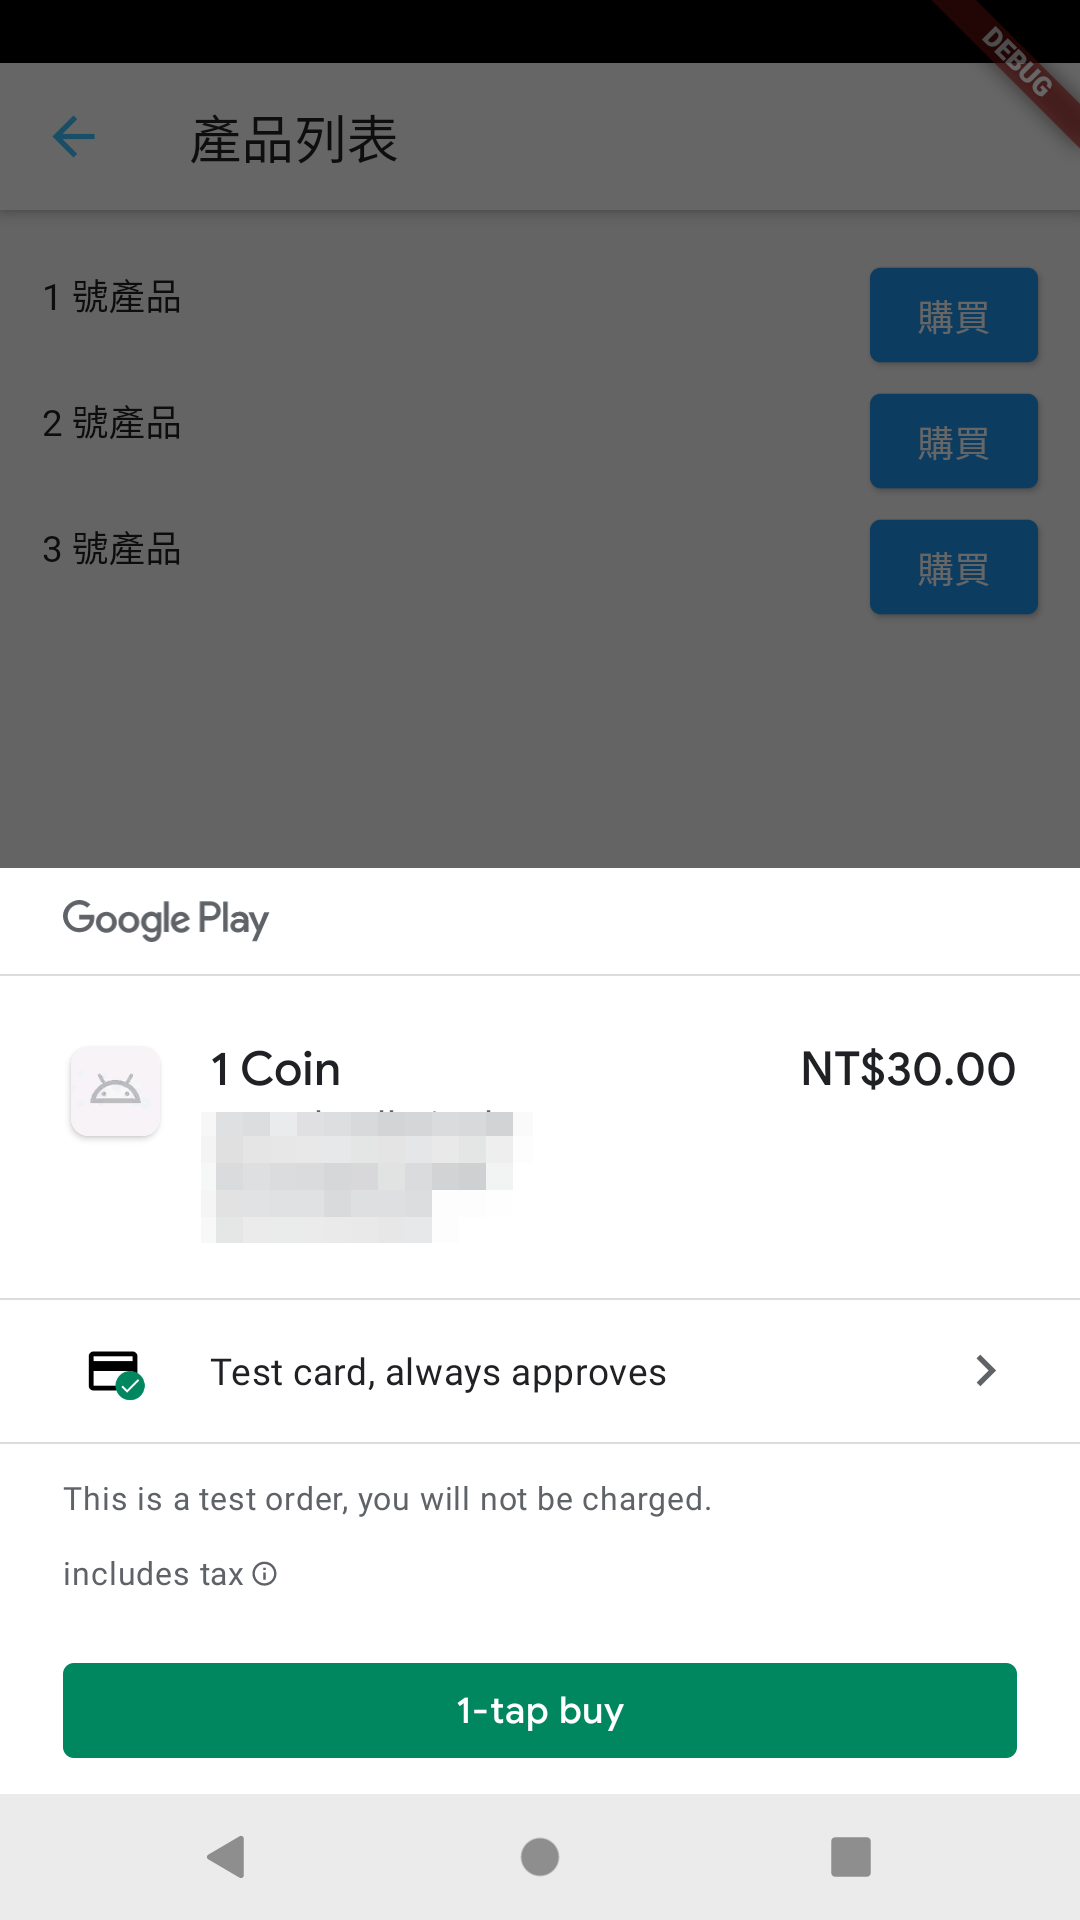 DEBUG
產品列表
1 號產品
購買
2 號產品
購買
3 號產品
購買
Google Play
1 Coin
NT$30.00
Test card, always approves
This is a test order, you will not be charged.
includes tax
1-tap buy